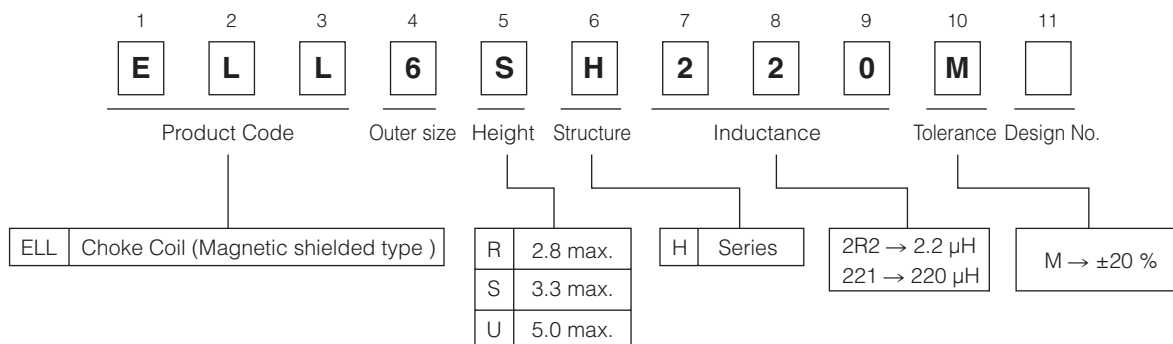 1 2 3 4 5 6 7 8 9 10 11
E L L 6 S H 2 2 0 M
Product Code Outer size Height Structure Inductance Tolerance Design No.
ELL Choke Coil (Magnetic shielded type )
R 2.8 max.
S 3.3 max.
U 5.0 max.
H Series
2R2 → 2.2 µH
221 → 220 µH
M → ±20 %